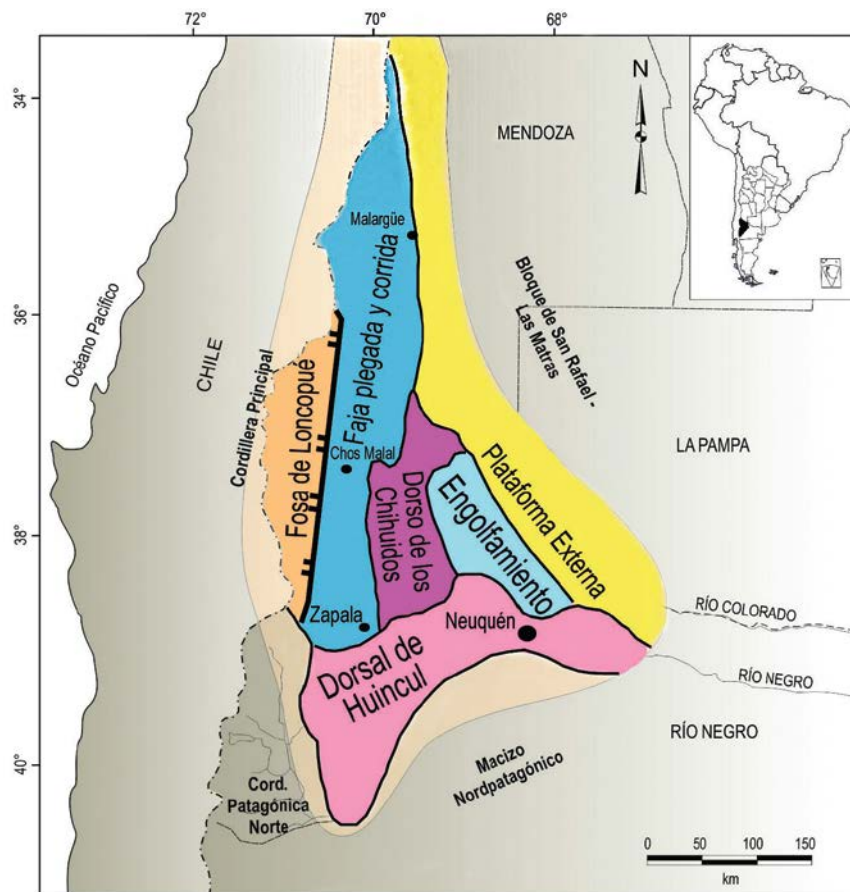 72°
70°
68°
34°
36°
38°
40°
N
MENDOZA
Malargüe
Océano Pacífico
CHILE
Cordillera Principal
Fosa de Loncopué
Faja plegada y corrida
Chos Malal
Bloque de San Rafael -
Las Matras
LA PAMPA
Dorso de los
Chihuidos
Engolfamiento
Plataforma Externa
Zapala
Neuquén
RÍO COLORADO
Dorsal de
Huincul
RÍO NEGRO
RÍO NEGRO
Macizo
Nordpatagónico
Cord.
Patagónica
Norte
0 50 100 150
km